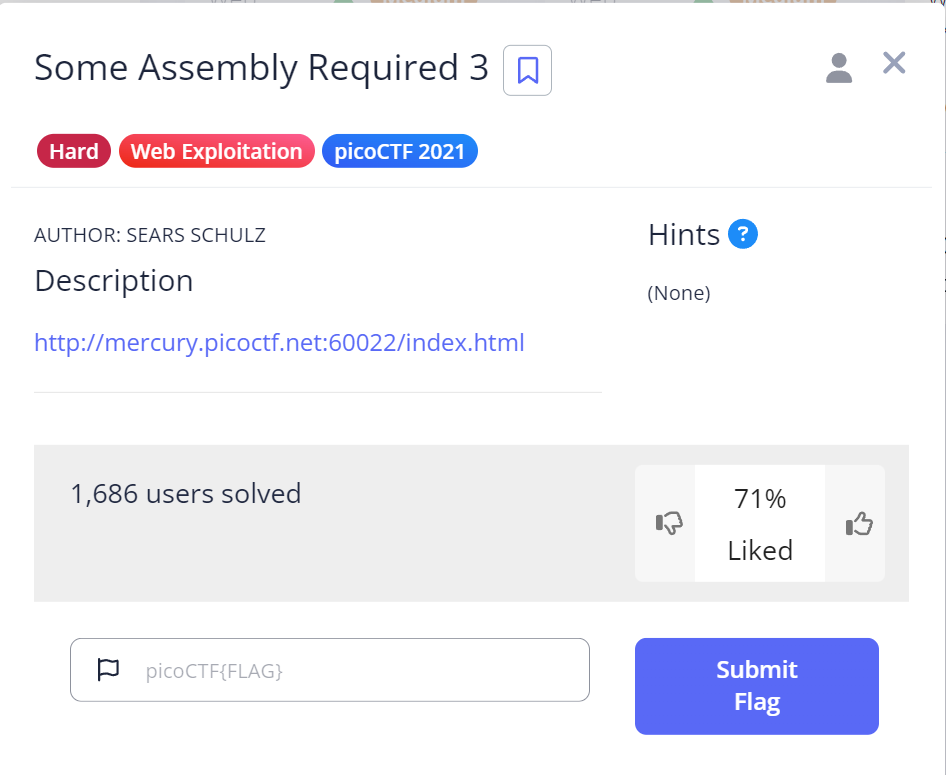 Some Assembly Required 3
Hard Web Exploitation picoCTF 2021
AUTHOR: SEARS SCHULZ
Description
http://mercury.picoctf.net:60022/index.html
Hints ?
(None)
1,686 users solved
71%
Liked
picoCTF{FLAG}
Submit
Flag